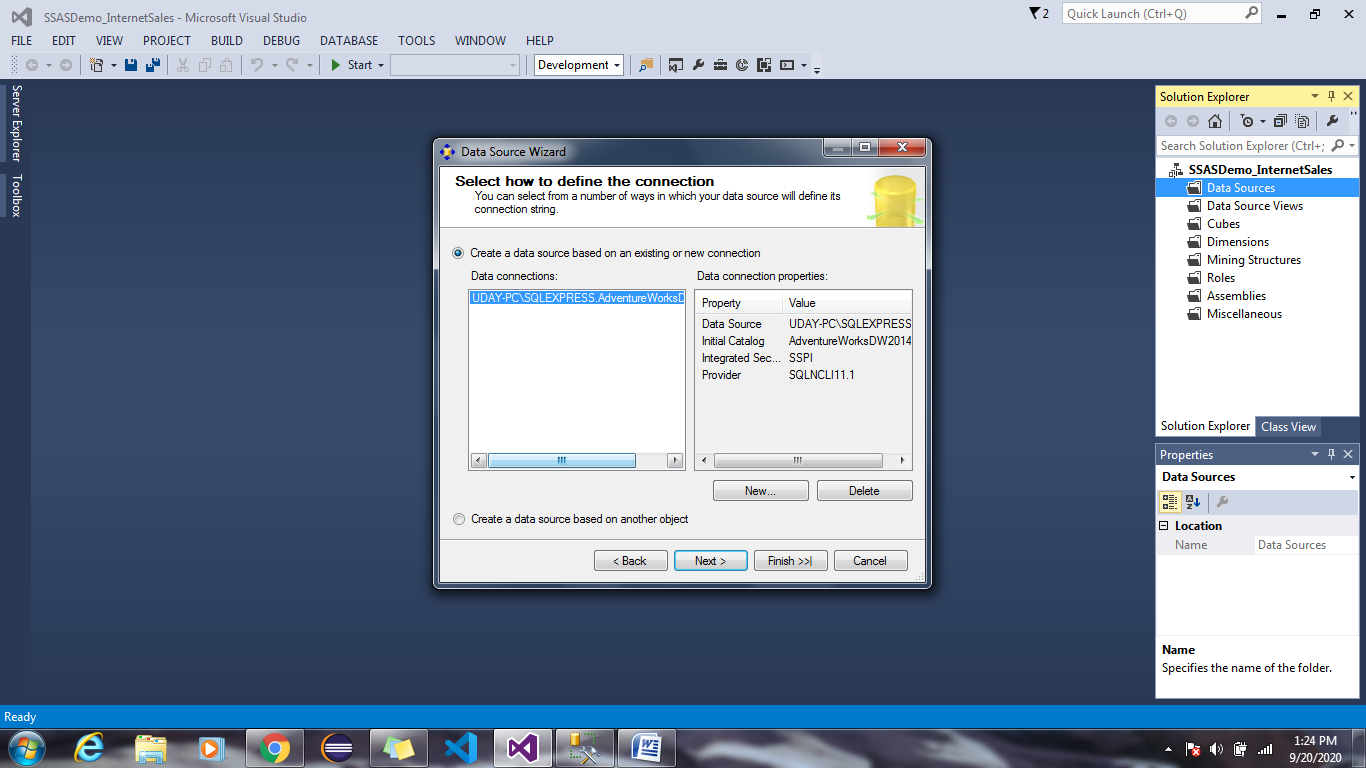 SSASDemo_InternetSales - Microsoft Visual Studio
2
Quick Launch (Ctrl+Q)
FILE EDIT VIEW PROJECT BUILD DEBUG DATABASE TOOLS WINDOW HELP
Start
Development
Server Explorer
Toolbox
Data Source Wizard
Select how to define the connection
You can select from a number of ways in which your data source will define its
connection string.
Create a data source based on an existing or new connection
Data connections:
UDAY-PC\SQLEXPRESS.AdventureWorksD
Data connection properties:
Property Value
Data Source UDAY-PC\SQLEXPRESS
Initial Catalog AdventureWorksDW2014
Integrated Sec... SSPI
Provider SQLNCLI11.1
New... Delete
Create a data source based on another object
< Back Next > Finish >>| Cancel
Solution Explorer
Search Solution Explorer (Ctrl+;
SSASDemo_InternetSales
Data Sources
Data Source Views
Cubes
Dimensions
Mining Structures
Roles
Assemblies
Miscellaneous
Solution Explorer Class View
Properties
Data Sources
Location
Name Data Sources
Name
Specifies the name of the folder.
Ready
1:24 PM
9/20/2020